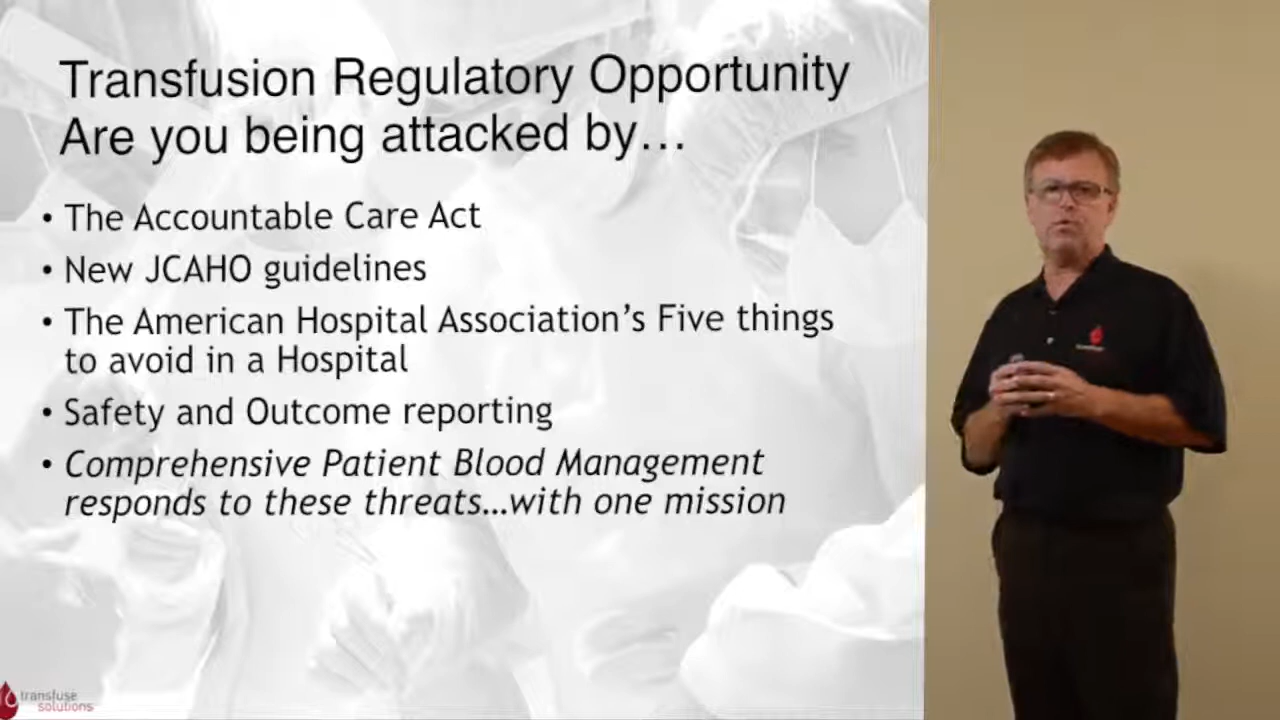 Transfusion Regulatory Opportunity
Are you being attacked by...
• The Accountable Care Act
• New JCAHO guidelines
• The American Hospital Association's Five things
to avoid in a Hospital
• Safety and Outcome reporting
• Comprehensive Patient Blood Management
responds to these threats...with one mission
transfuse
solutions